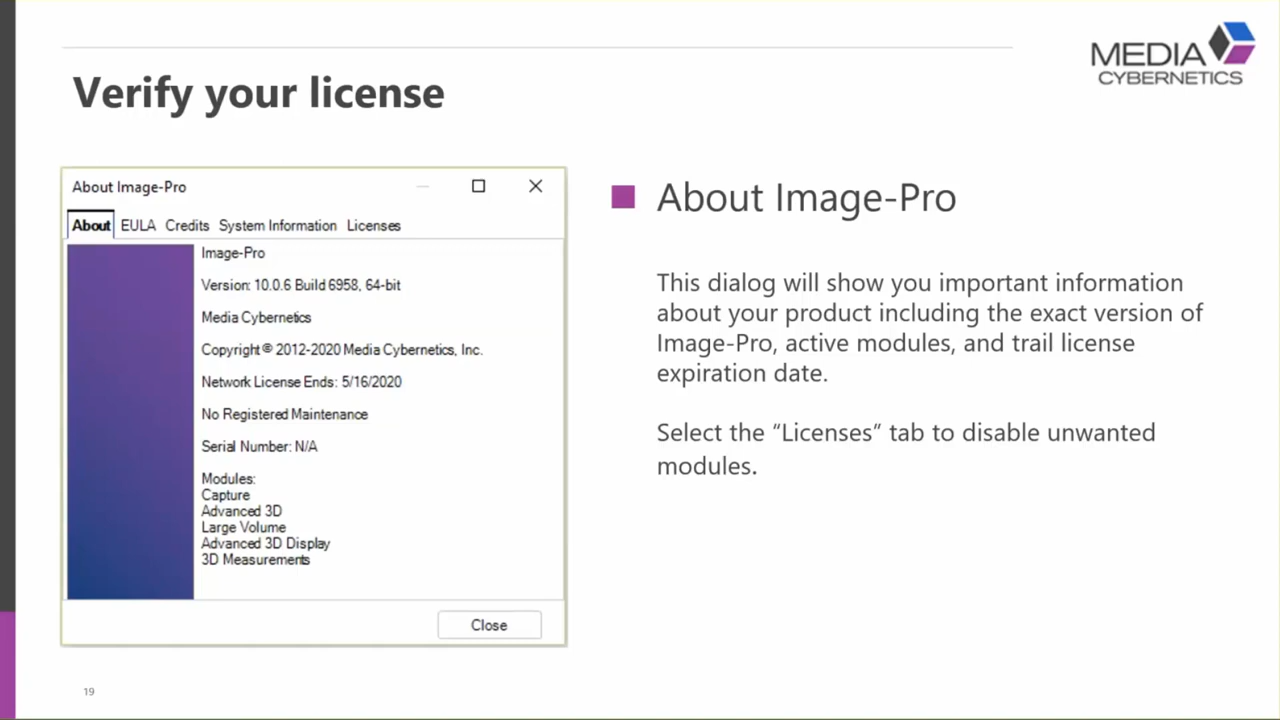 MEDIA
CYBERNETICS
Verify your license
About Image-Pro
About EULA Credits System Information Licenses
Image-Pro
Version: 10.0.6 Build 6958, 64-bit
Media Cybernetics
Copyright© 2012-2020 Media Cybernetics, Inc.
Network License Ends: 5/16/2020
No Registered Maintenance
Serial Number: N/A
Modules:
Capture
Advanced 3D
Large Volume
Advanced 3D Display
3D Measurements
Close
About Image-Pro
This dialog will show you important information
about your product including the exact version of
Image-Pro, active modules, and trail license
expiration date.
Select the “Licenses” tab to disable unwanted
modules.
19